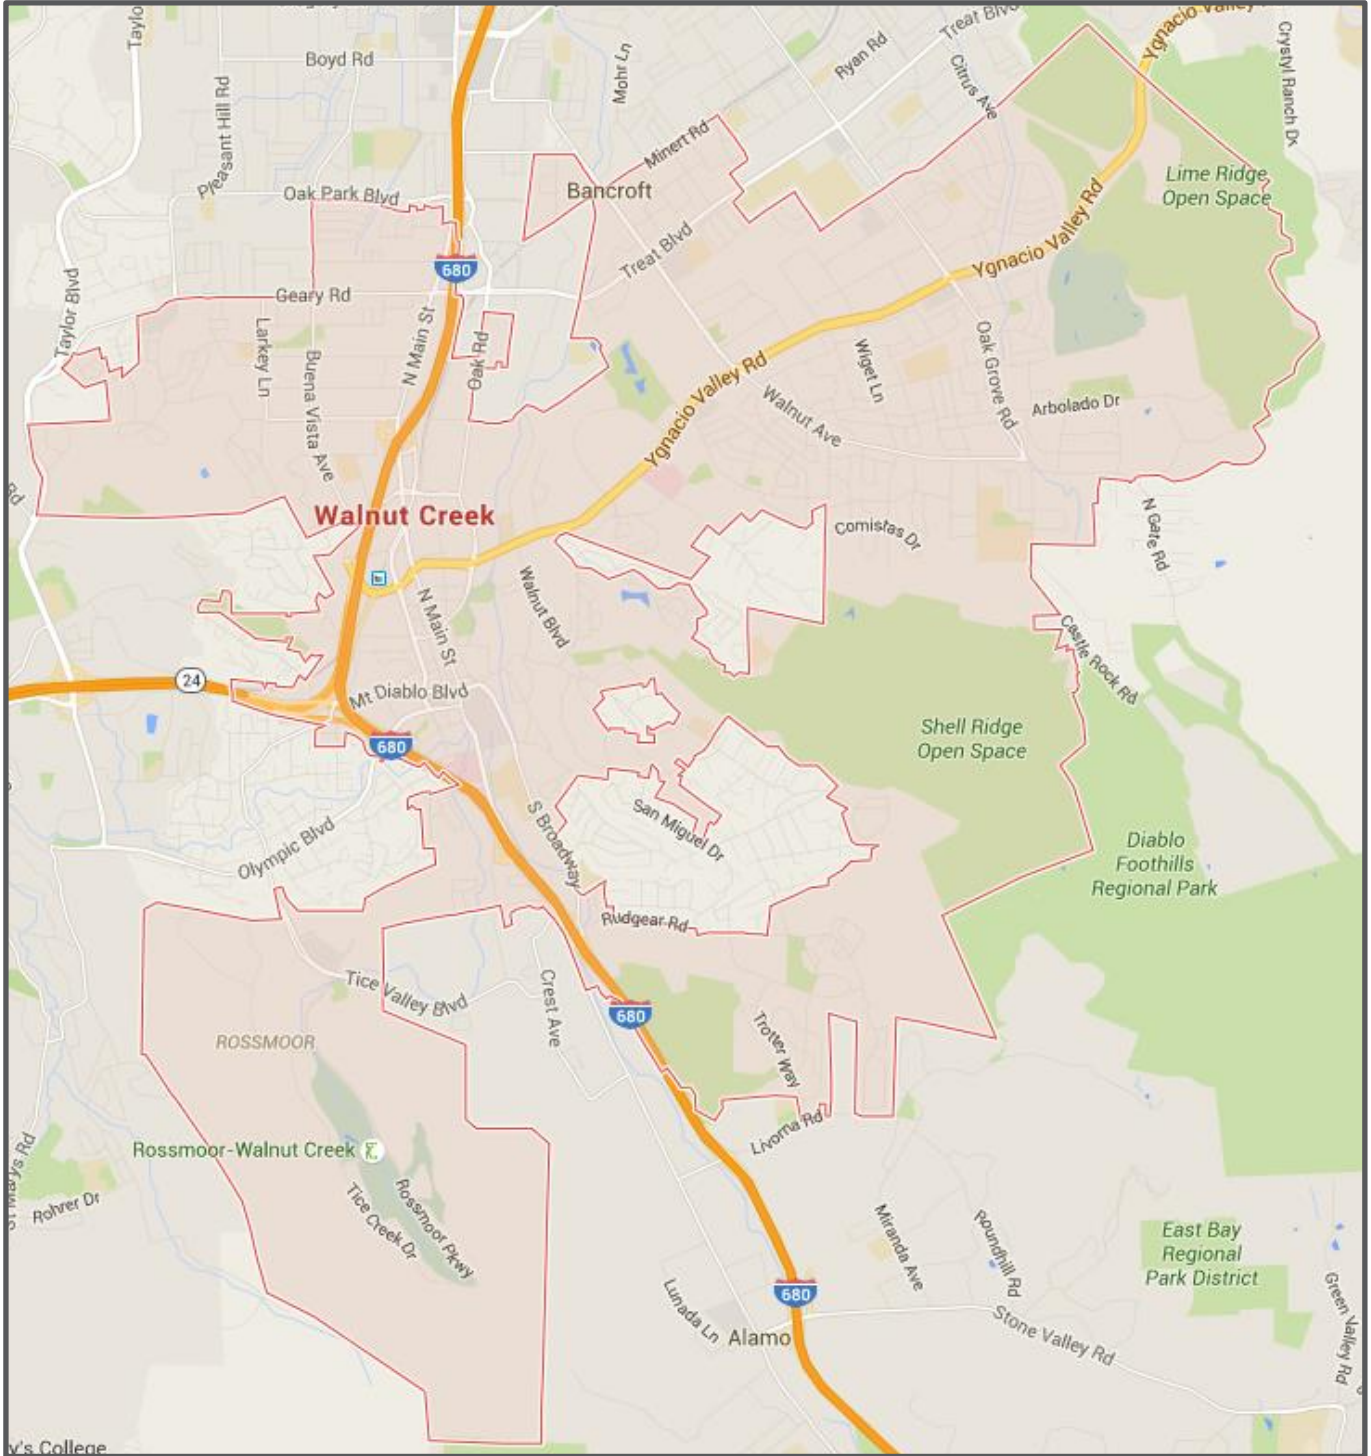 Taylo
Boyd Rd
Pleasant Hill Rd
Mohr Ln
Ryan Rd
Treat Blvd
Ygnacio Valley
Citrus Ave
Crystyl Ranch Dr
Minert Rd
Oak Park Blvd
Bancroft
Lime Ridge
Open Space
Treat Blvd
Ygnacio Valley Rd
680
Geary Rd
Taylor Blvd
Larkey Ln
Buena Vista Ave
N Main St
Oak Rd
Ygnacio Valley Rd
Wiget Ln
Walnut Ave
Oak Grove Rd
Arbolado Dr
Rd
Walnut Creek
Comistas Dr
N Gate Rd
Walnut Blvd
N Main St
Castle Rock Rd
24
Mt Diablo Blvd
680
Shell Ridge
Open Space
San Miguel Dr
S Broadway
Olympic Blvd
Diablo
Foothills
Regional Park
Rudgear Rd
Tice Valley Blvd
Crest Ave
680
ROSSMOOR
Trotter Way
Livorna Rd
Rossmoor-Walnut Creek
St Marys Rd
Rohrer Dr
Tice Creek Dr
Rossmoor Pkwy
Miranda Ave
Roundhill Rd
East Bay
Regional
Park District
680
Lunada Ln
Alamo
Stone Valley Rd
Green Valley Rd
y's College